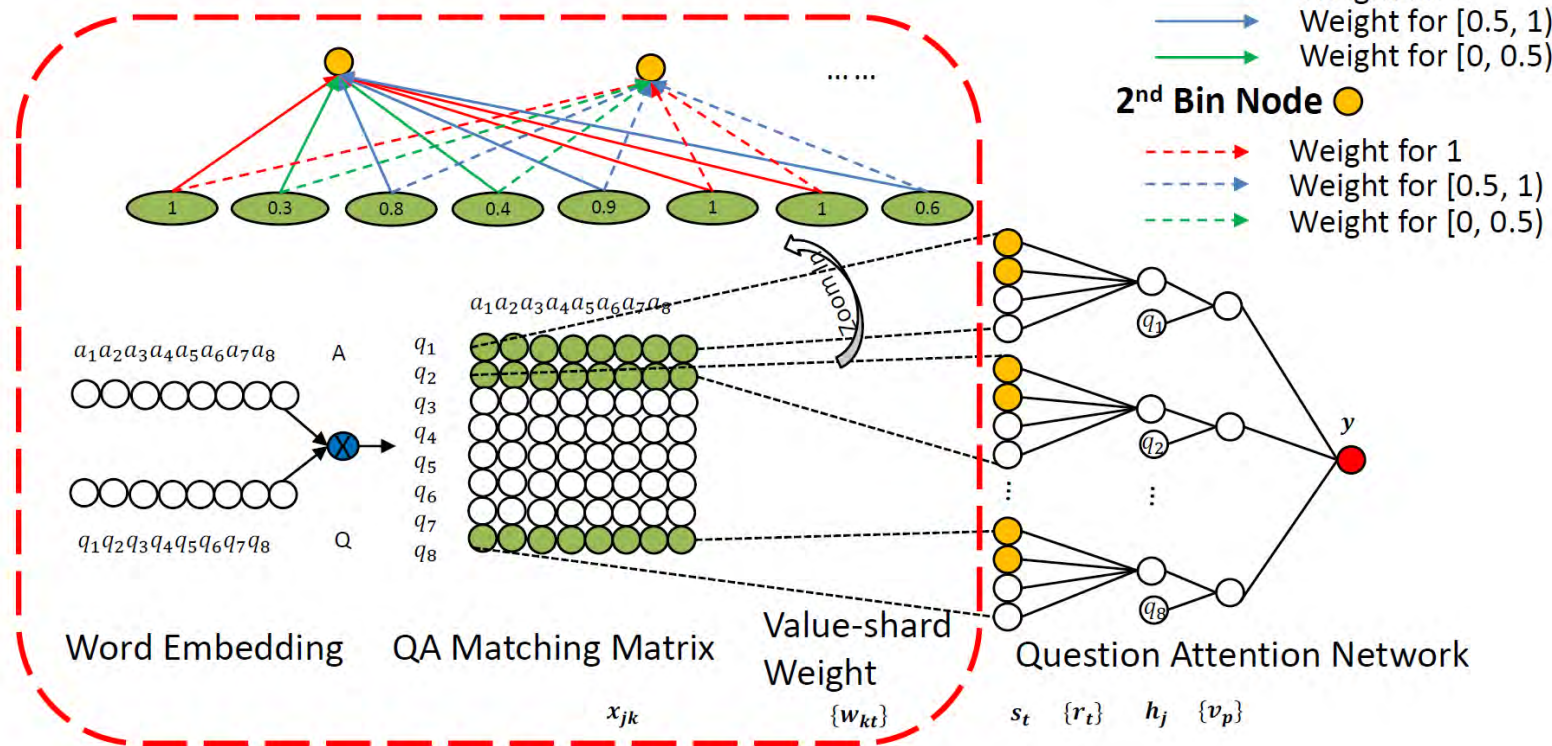 Weight for [0.5, 1)
Weight for [0, 0.5)
2nd Bin Node
Weight for 1
Weight for [0.5, 1)
Weight for [0, 0.5)
... ...
1 0.3 0.8 0.4 0.9 1 1 0.6
Zoom in
a1a2a3a4a5a6a7a8
q1
q2
q3
q4
q5
q6
q7
q8
a1a2a3a4a5a6a7a8 A
X
q1q2q3q4q5q6q7q8 Q
q1
q2
...
...
q8
y
Word Embedding
QA Matching Matrix
Value-shard
Weight
Question Attention Network
xjk {wkt} st {rt} hj {vp}